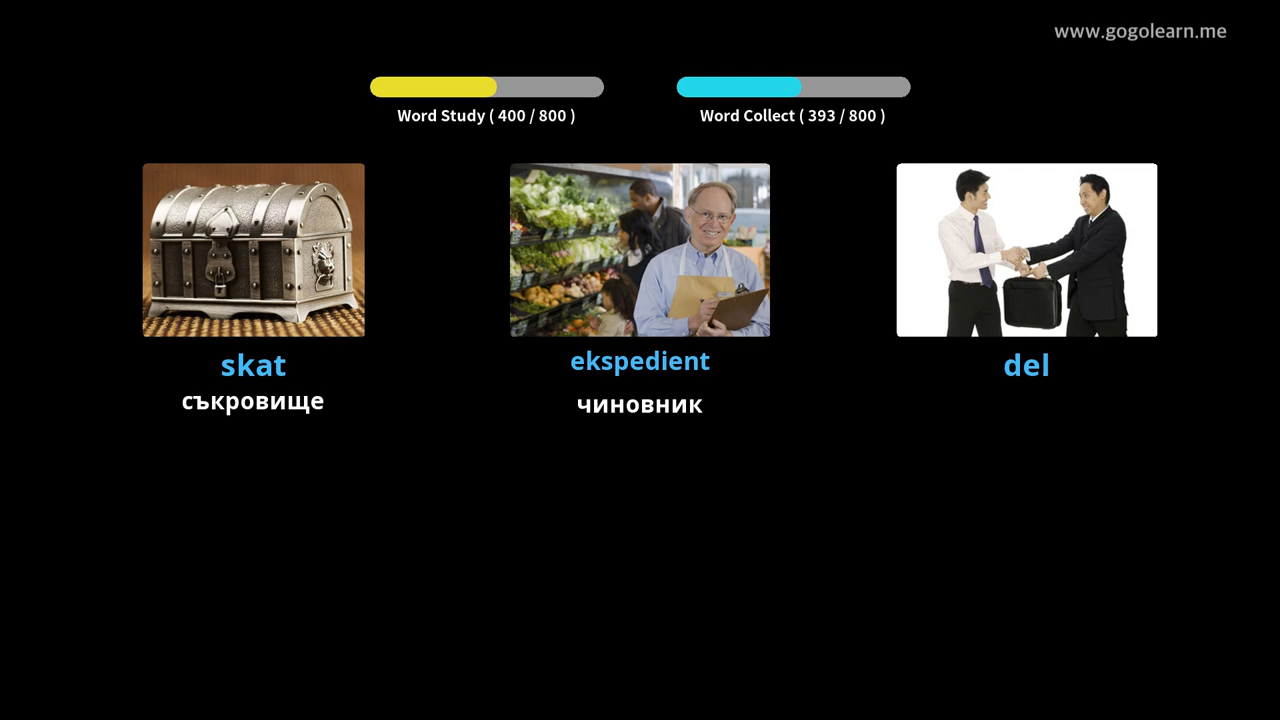 www.gogolearn.me
Word Study ( 400 / 800 )
Word Collect ( 393 / 800 )
skat
ekspedient
del
съкровище
чиновник